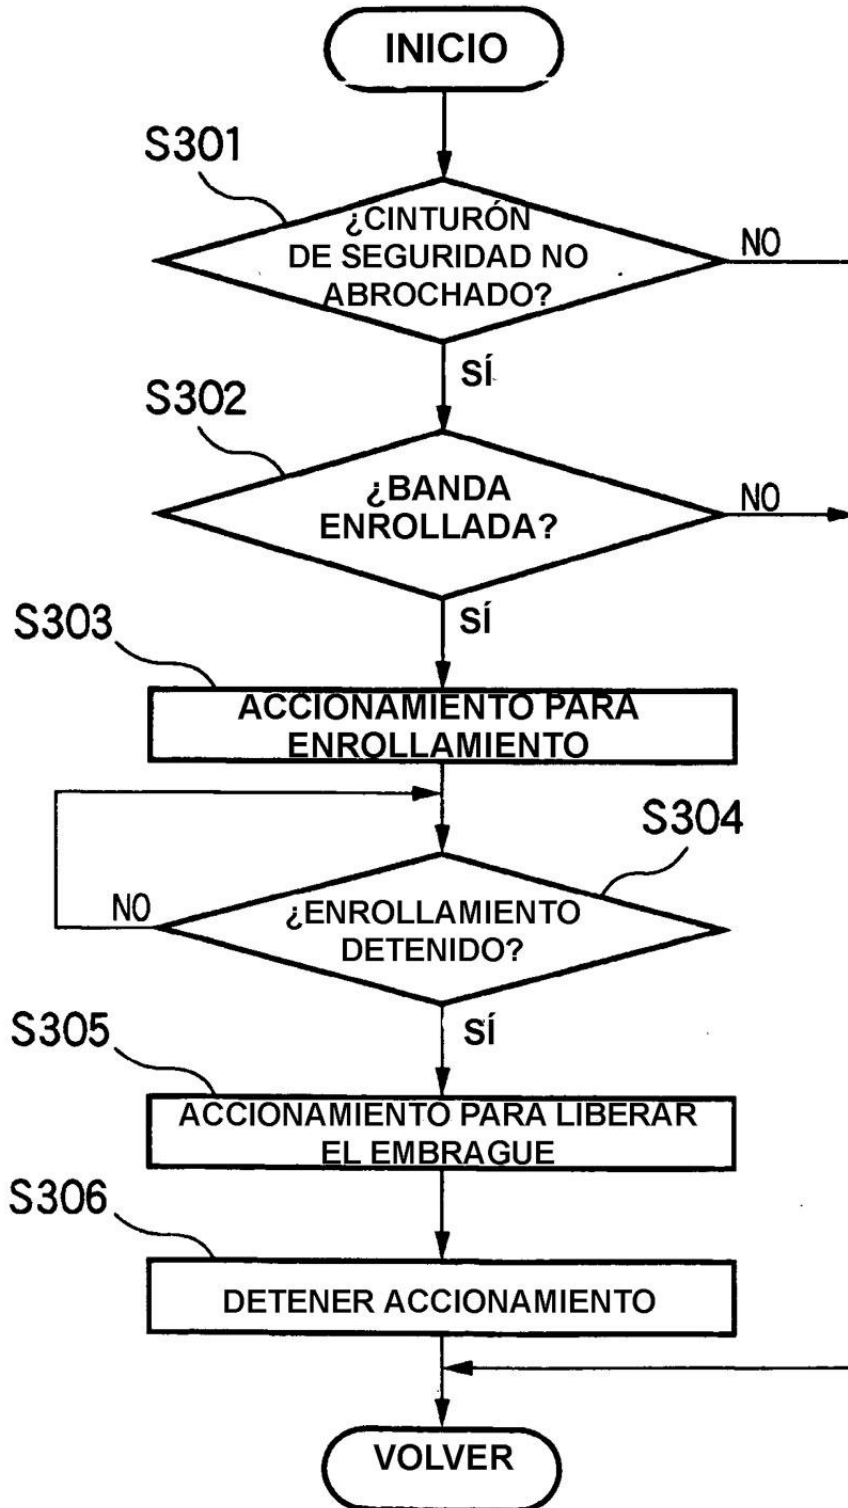 INICIO
S301
¿CINTURÓN
DE SEGURIDAD NO
ABROCHADO?
NO
SÍ
S302
¿BANDA
ENROLLADA?
NO
SÍ
S303
ACCIONAMIENTO PARA
ENROLLAMIENTO
S304
NO
¿ENROLLAMIENTO
DETENIDO?
SÍ
S305
ACCIONAMIENTO PARA LIBERAR
EL EMBRAGUE
S306
DETENER ACCIONAMIENTO
VOLVER